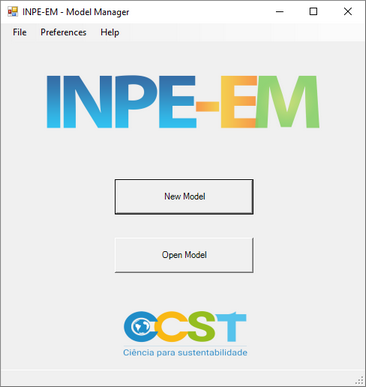 INPE-EM - Model Manager
File Preferences Help
INPE-EM
New Model
Open Model
CCST
Ciência para sustentabilidade